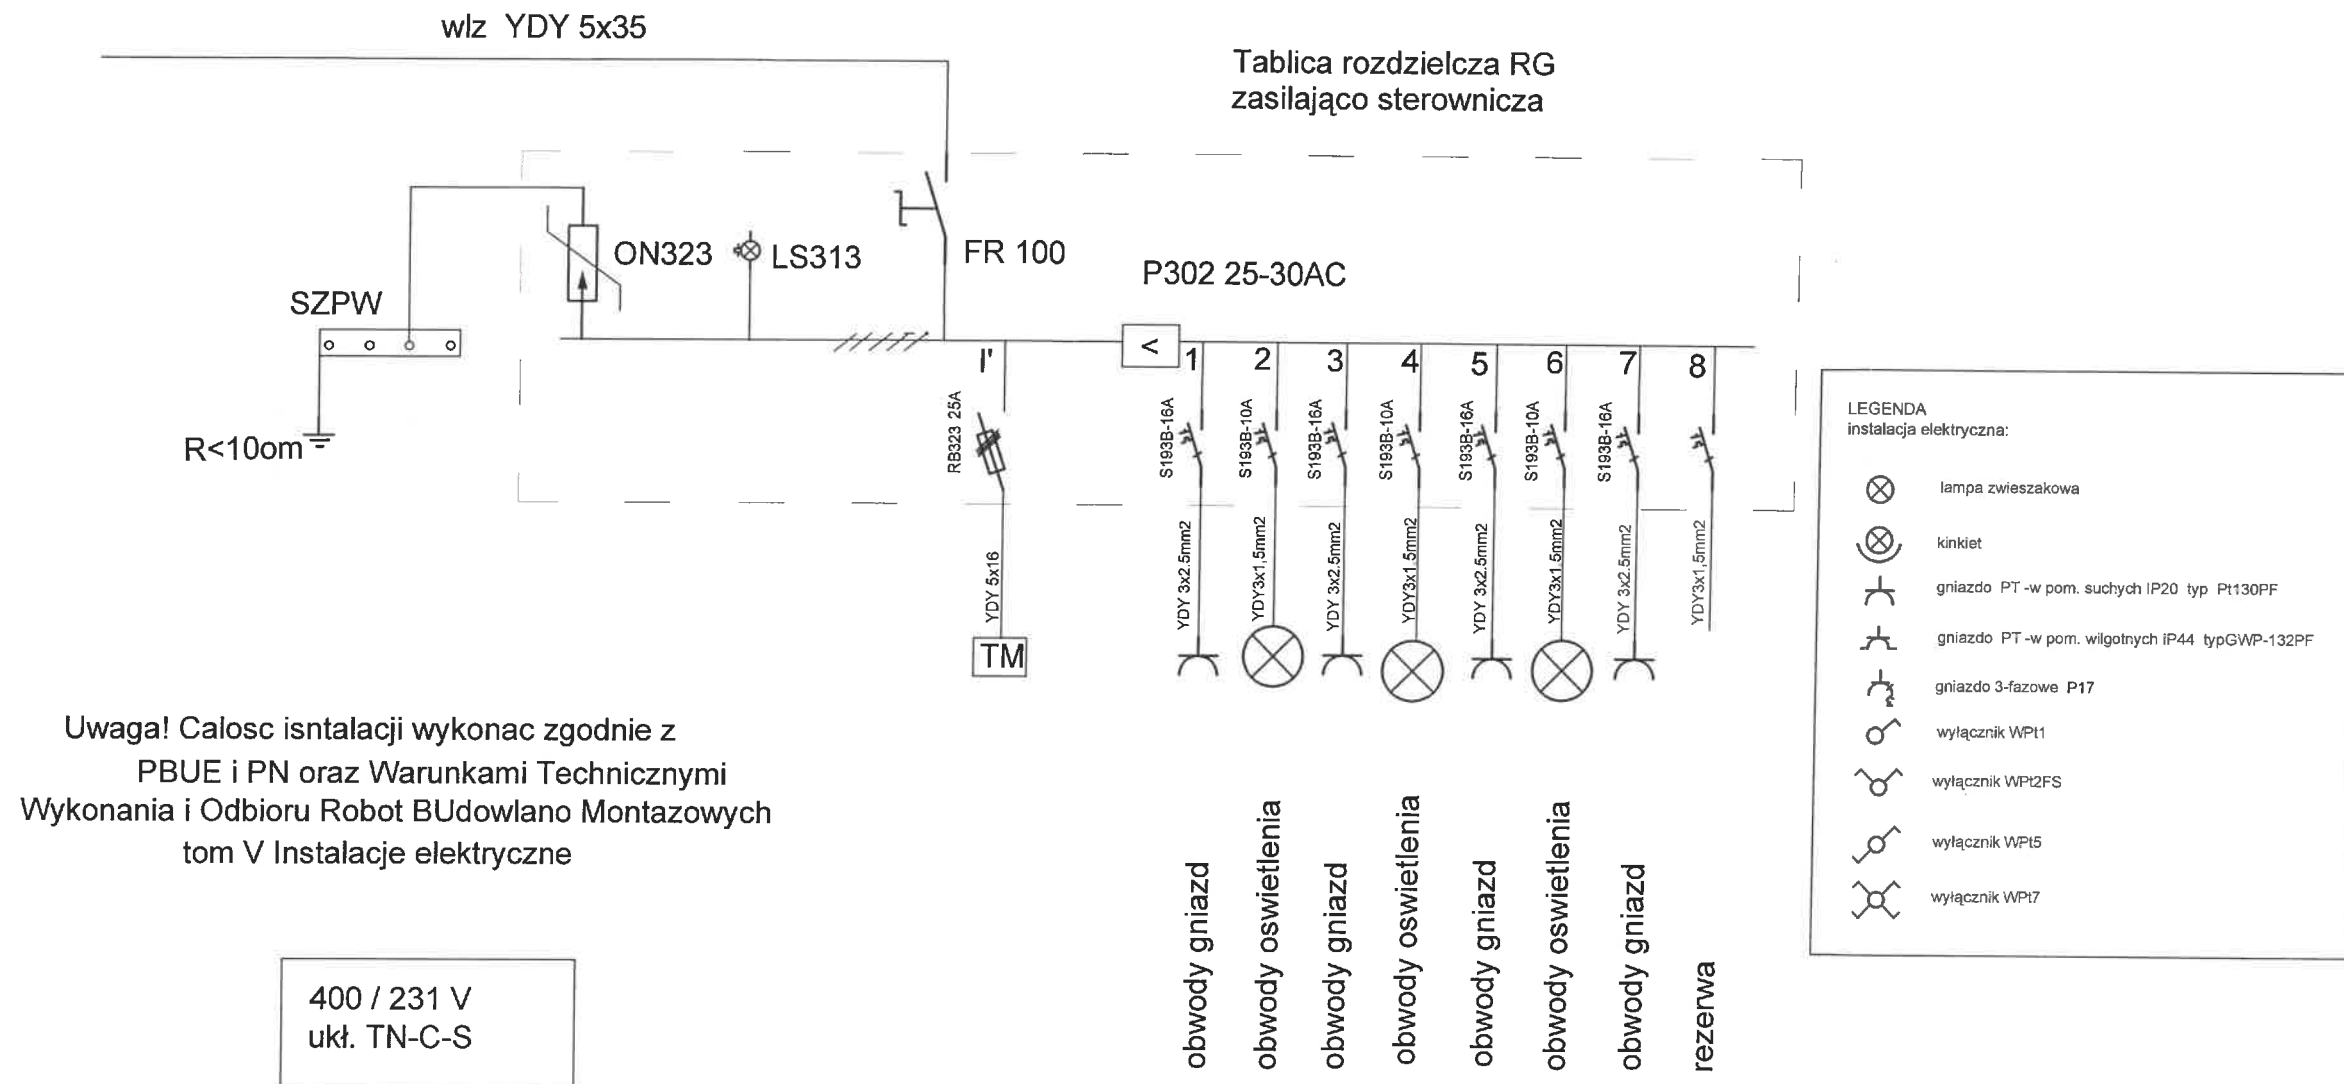 wlz YDY 5x35
Tablica rozdzielcza RG
zasilająco sterownicza
ON323
LS313
FR 100
P302 25-30AC
SZPW
R<10om
<
I'
1
2
3
4
5
6
7
8
RB323 25A
S193B-16A
S193B-10A
S193B-16A
S193B-10A
S193B-16A
S193B-10A
S193B-16A
YDY 5x16
YDY 3x2.5mm2
YDY3x1,5mm2
YDY 3x2.5mm2
YDY3x1,5mm2
YDY 3x2.5mm2
YDY3x1,5mm2
YDY 3x2.5mm2
YDY3x1,5mm2
TM
obwody gniazd
obwody oswietlenia
obwody gniazd
obwody oswietlenia
obwody gniazd
obwody oswietlenia
obwody gniazd
rezerwa
Uwaga! Calosc isntalacji wykonac zgodnie z
PBUE i PN oraz Warunkami Technicznymi
Wykonania i Odbioru Robot BUdowlano Montazowych
tom V Instalacje elektryczne
400 / 231 V
ukł. TN-C-S
LEGENDA
instalacja elektryczna:
lampa zwieszakowa
kinkiet
gniazdo PT -w pom. suchych IP20 typ Pt130PF
gniazdo PT -w pom. wilgotnych iP44 typGWP-132PF
gniazdo 3-fazowe P17
wyłącznik WPt1
wyłącznik WPt2FS
wyłącznik WPt5
wyłącznik WPt7